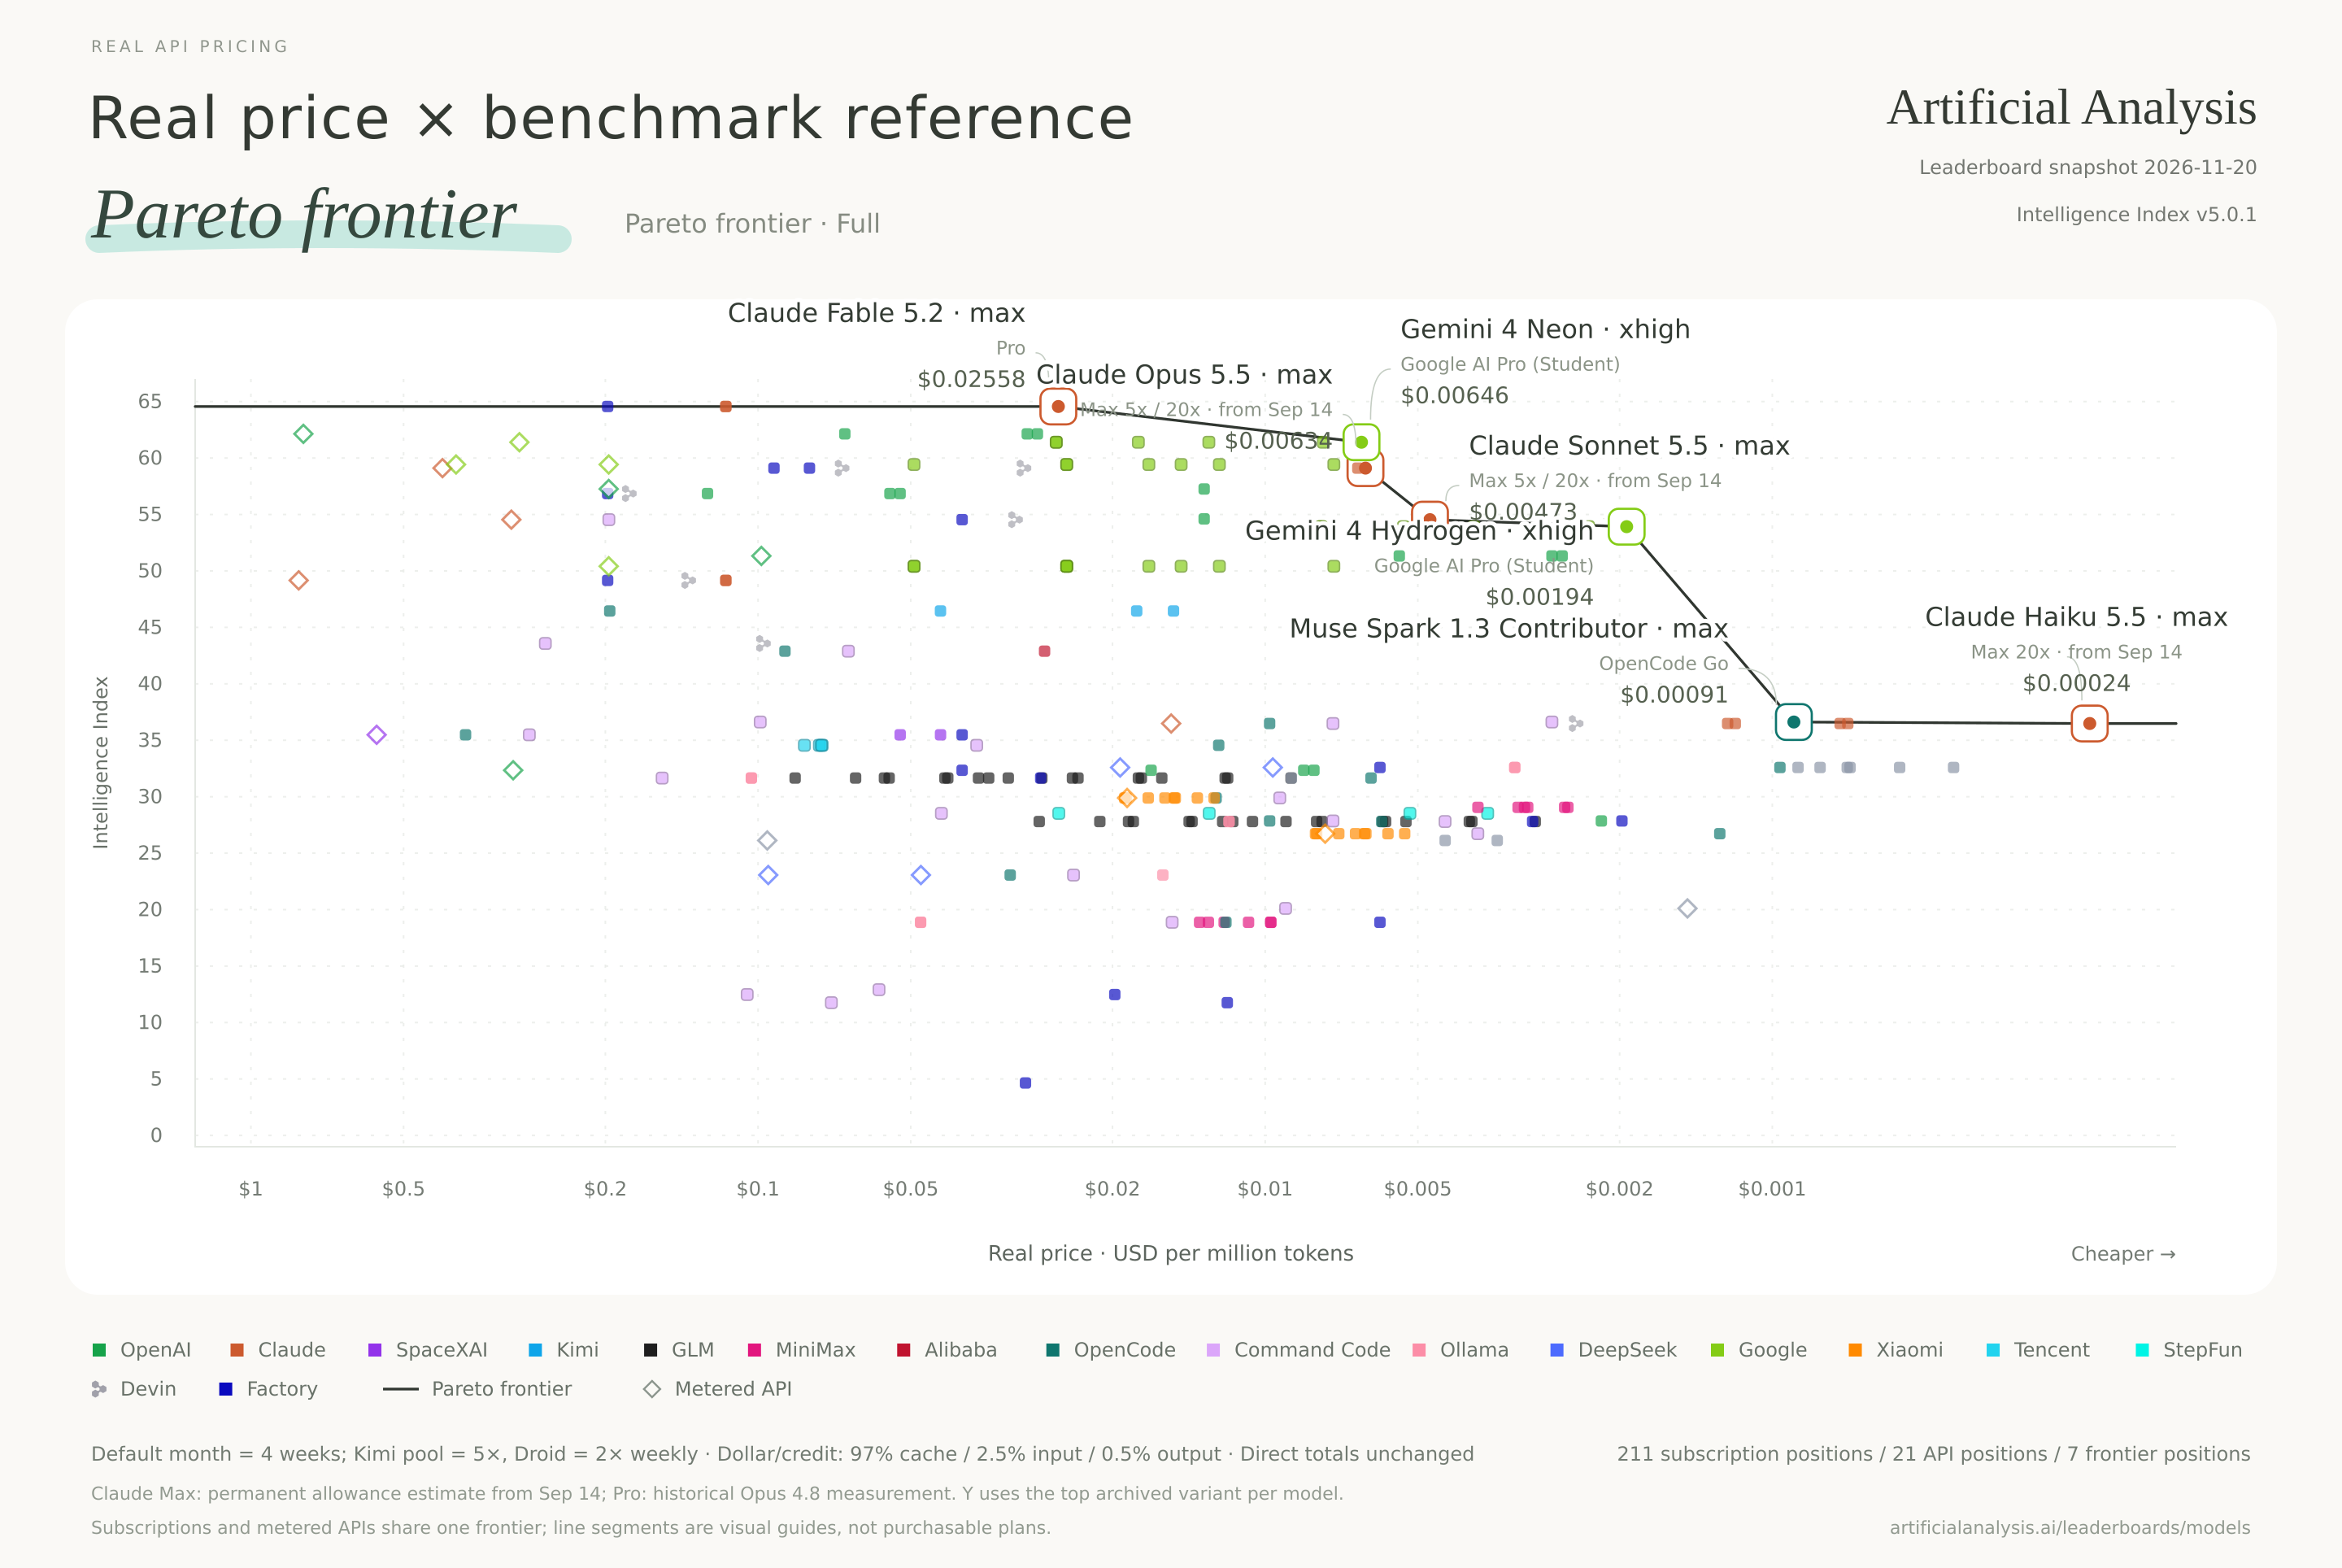 REAL API PRICING
Real price × benchmark reference
Pareto frontier
Pareto frontier · Full
Artificial Analysis
Leaderboard snapshot 2026-11-20
Intelligence Index v5.0.1
Claude Fable 5.2 · max
Pro
$0.02558
Claude Opus 5.5 · max
Max 5x / 20x · from Sep 14
$0.00634
Gemini 4 Neon · xhigh
Google AI Pro (Student)
$0.00646
Claude Sonnet 5.5 · max
Max 5x / 20x · from Sep 14
$0.00473
Gemini 4 Hydrogen · xhigh
Google AI Pro (Student)
$0.00194
Muse Spark 1.3 Contributor · max
OpenCode Go
$0.00091
Claude Haiku 5.5 · max
Max 20x · from Sep 14
$0.00024
Intelligence Index
65
60
55
50
45
40
35
30
25
20
15
10
5
0
$1 $0.5 $0.2 $0.1 $0.05 $0.02 $0.01 $0.005 $0.002 $0.001
Real price · USD per million tokens
Cheaper →
OpenAI Claude SpaceXAI Kimi GLM MiniMax Alibaba OpenCode Command Code Ollama DeepSeek Google Xiaomi Tencent StepFun
Devin Factory Pareto frontier Metered API
Default month = 4 weeks; Kimi pool = 5×, Droid = 2× weekly · Dollar/credit: 97% cache / 2.5% input / 0.5% output · Direct totals unchanged
211 subscription positions / 21 API positions / 7 frontier positions
Claude Max: permanent allowance estimate from Sep 14; Pro: historical Opus 4.8 measurement. Y uses the top archived variant per model.
Subscriptions and metered APIs share one frontier; line segments are visual guides, not purchasable plans.
artificialanalysis.ai/leaderboards/models